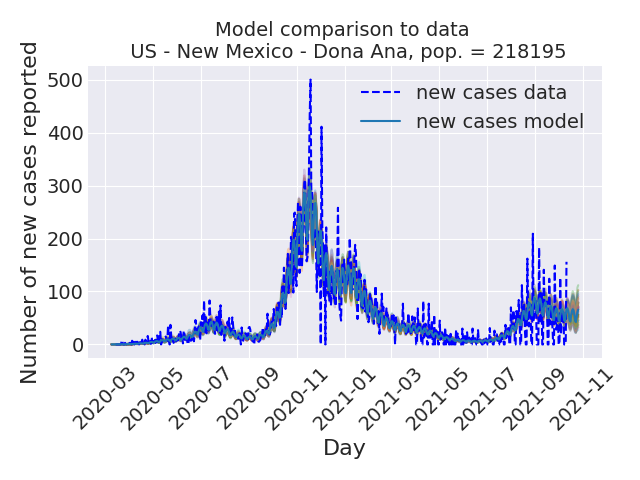 Model comparison to data
US - New Mexico - Dona Ana, pop. = 218195
Number of new cases reported
500
400
300
200
100
0
new cases data
new cases model
2020-03
2020-05
2020-07
2020-09
2020-11
2021-01
2021-03
2021-05
2021-07
2021-09
2021-11
Day